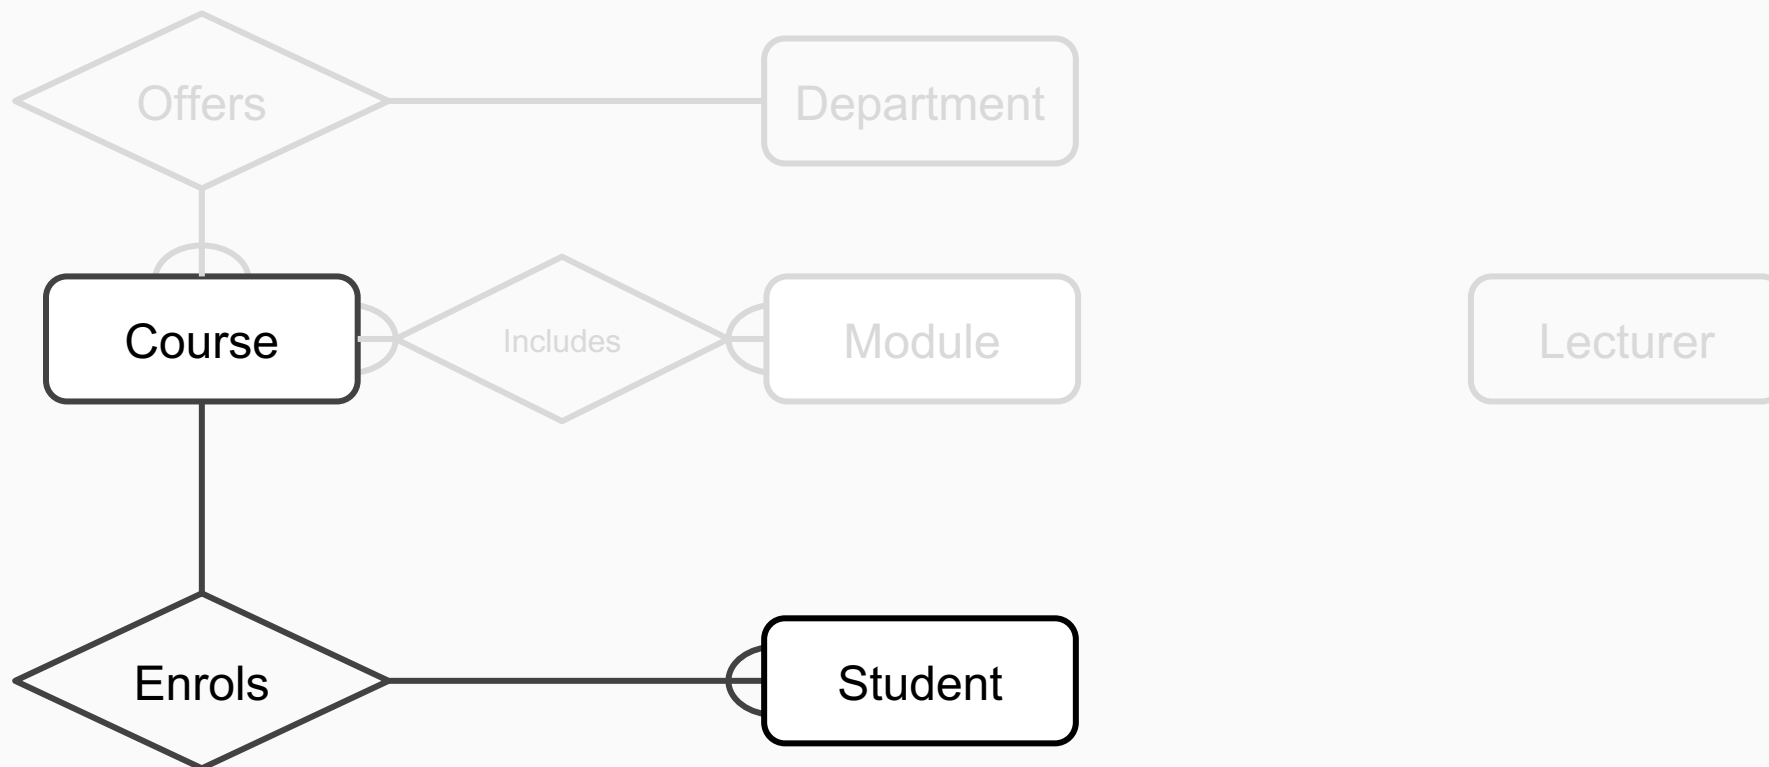 Offers
Department
Course
Includes
Module
Lecturer
Enrols
Student